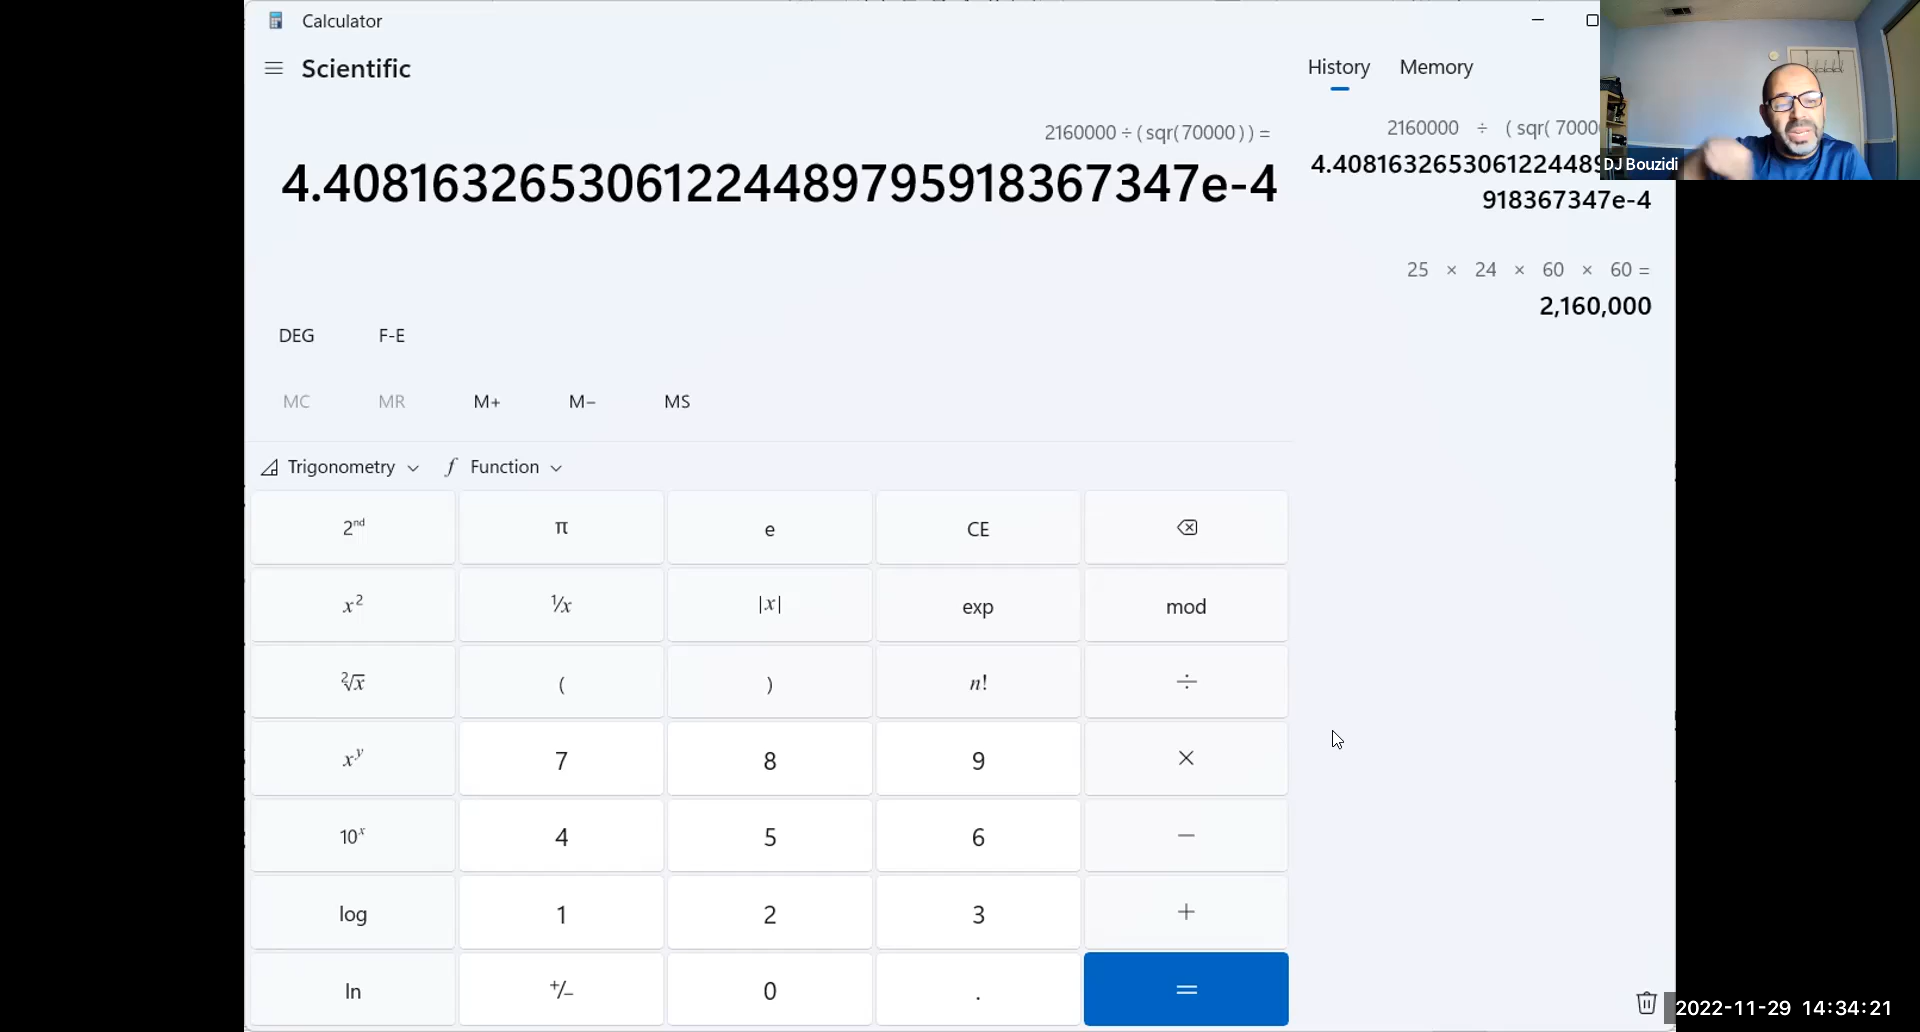 Calculator
Scientific
History Memory
2160000 ÷ ( sqr( 70000 ) ) =
4.4081632653061224489795918367347e-4
2160000 ÷ ( sqr( 7000
4.408163265306122448
918367347e-4
DJ Bouzidi
25 × 24 × 60 × 60 =
2,160,000
DEG F-E
MC MR M+ M− MS
Trigonometry f Function
2nd π e CE
x2 1/x |x| exp mod
2√x ( ) n! ÷
xy 7 8 9 ×
10x 4 5 6 −
log 1 2 3 +
ln +/− 0 . =
2022-11-29 14:34:21